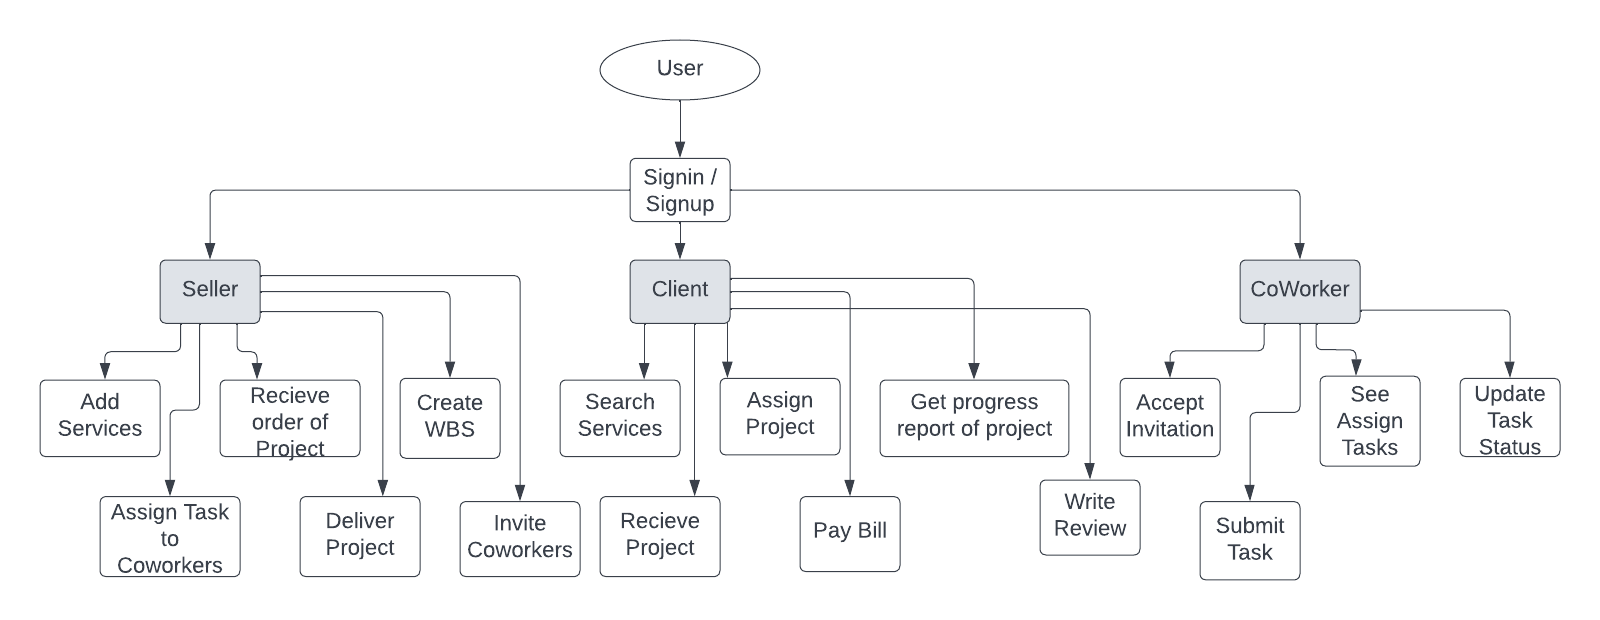 User
Signin /
Signup
Seller
Client
CoWorker
Add
Services
Recieve
order of
Project
Create
WBS
Search
Services
Assign
Project
Get progress
report of project
Accept
Invitation
See
Assign
Tasks
Update
Task
Status
Assign Task
to
Coworkers
Deliver
Project
Invite
Coworkers
Recieve
Project
Pay Bill
Write
Review
Submit
Task